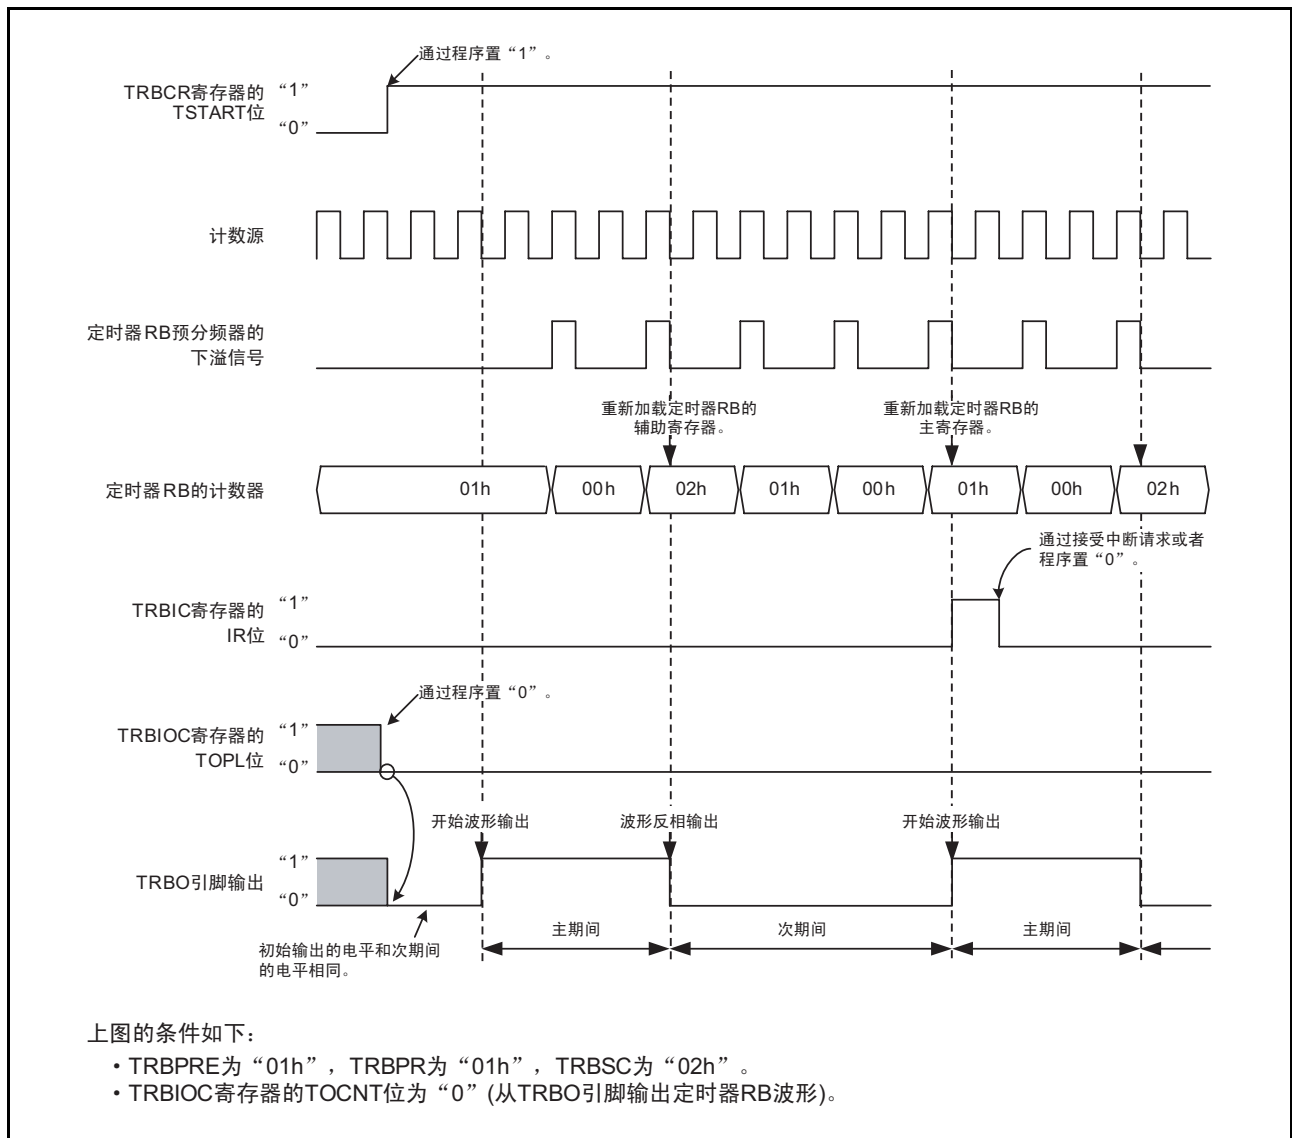 通过程序置“1”。
TRBCR寄存器的 “1”
TSTART位
“0”
计数源
定时器RB预分频器的
下溢信号
重新加载定时器RB的
辅助寄存器。
重新加载定时器RB的
主寄存器。
定时器RB的计数器 01h 00h 02h 01h 00h 01h 00h 02h
通过接受中断请求或者
程序置“0”。
TRBIC寄存器的 “1”
IR位 “0”
通过程序置“0”。
TRBIOC寄存器的 “1”
TOPL位 “0”
开始波形输出 波形反相输出 开始波形输出
“1”
TRBO引脚输出
“0”
主期间 次期间 主期间
初始输出的电平和次期间
的电平相同。
上图的条件如下：
・TRBPRE为“01h”，TRBPR为“01h”，TRBSC为“02h”。
・TRBIOC寄存器的TOCNT位为“0”(从TRBO引脚输出定时器RB波形)。